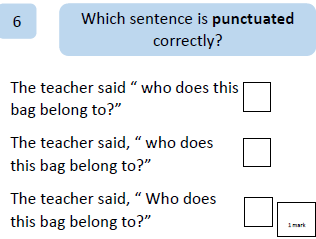 6
Which sentence is punctuated
correctly?
The teacher said “ who does this
bag belong to?”
The teacher said, “ who does
this bag belong to?”
The teacher said, “ Who does
this bag belong to?”
1 mark